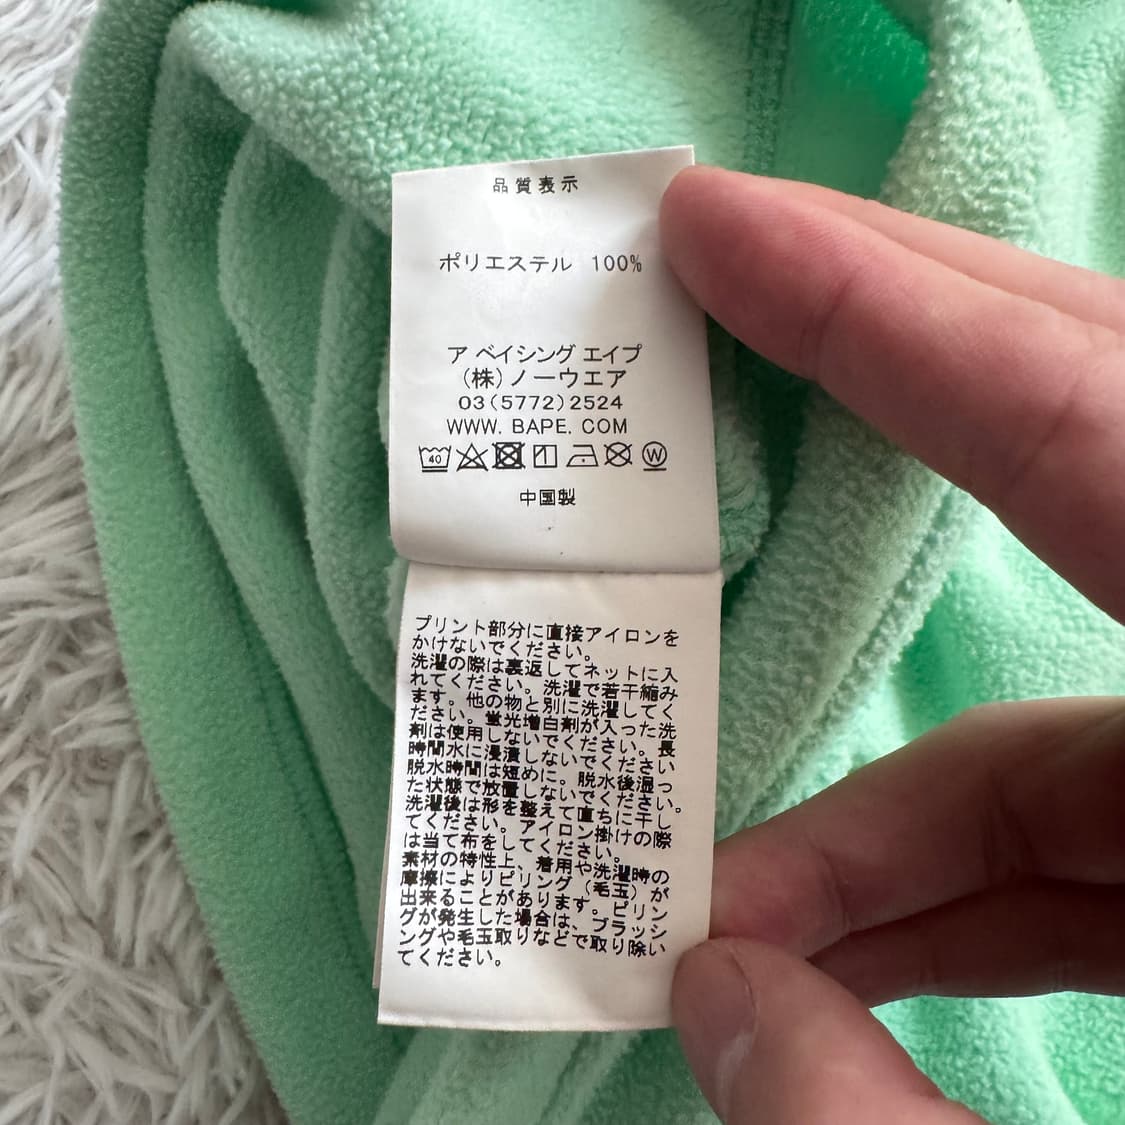 品質表示
ポリエステル 100%
ア ベイシング エイプ
(株)ノーウエア
03(5772)2524
WWW. BAPE. COM
40
W
中国製
プリント部分に直接アイロンを
かけないでください。
洗濯の際は裏返してネットに入
れてください。洗濯で若干縮み
ます。他の物と別に洗濯してく
ださい。蛍光増白剤が入った洗
剤は使用しないでください。長
時間水に浸漬しないでください
脱水時間は短めに。脱水後湿っ
た状態で放置しないでください。
洗濯後は形を整えて直ちに干し
てください。アイロン掛けの際
は当て布をしてください。
素材の特性上、着用や洗濯時の
摩擦によりピリング（毛玉）が
出来ることがあります。ピリン
グが発生した場合は、ブラッシ
ングや毛玉取りなどで取り除い
てください。